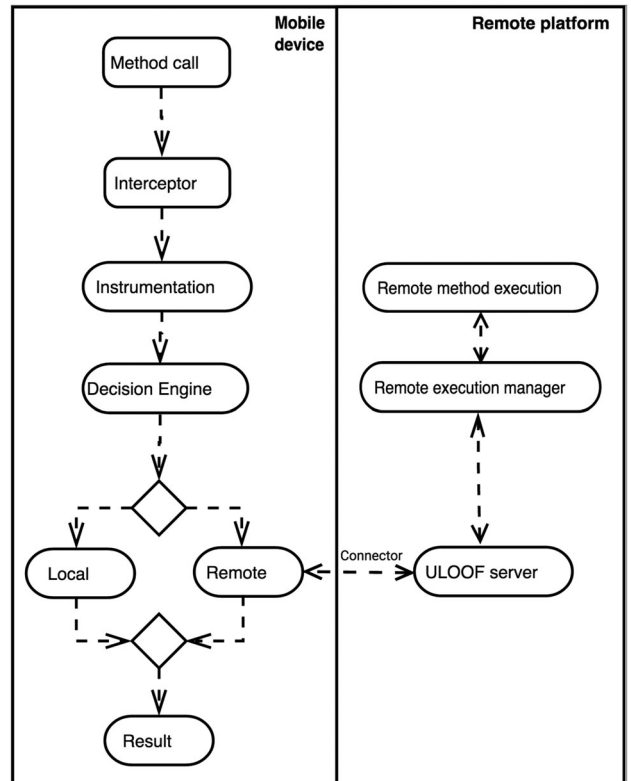 Mobile
device
Remote platform
Method call
Interceptor
Instrumentation
Remote method execution
Decision Engine
Remote execution manager
Local
Remote
Connector
ULOOF server
Result